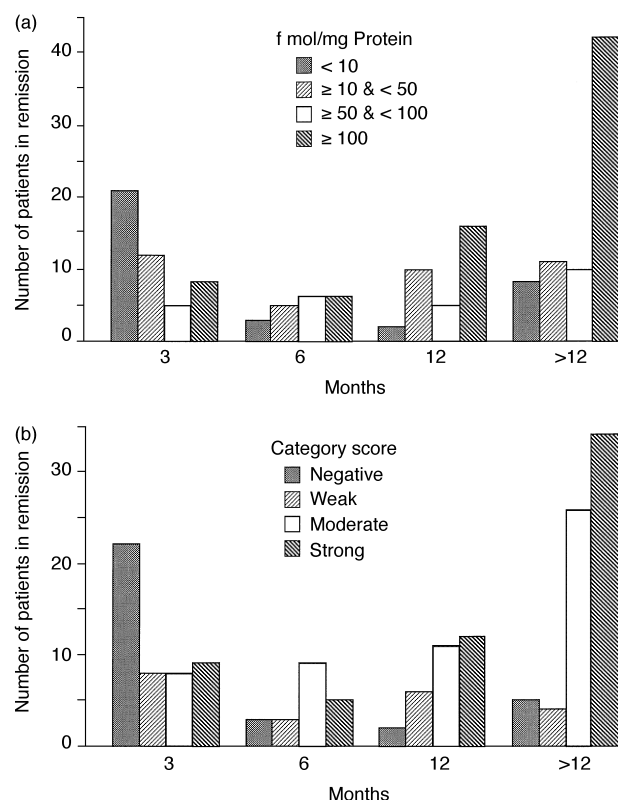 (a)
f mol/mg Protein
< 10
≥ 10 & < 50
≥ 50 & < 100
≥ 100
Number of patients in remission
40
30
20
10
0
3 6 12 >12
Months
(b)
Category score
Negative
Weak
Moderate
Strong
Number of patients in remission
30
20
10
0
3 6 12 >12
Months